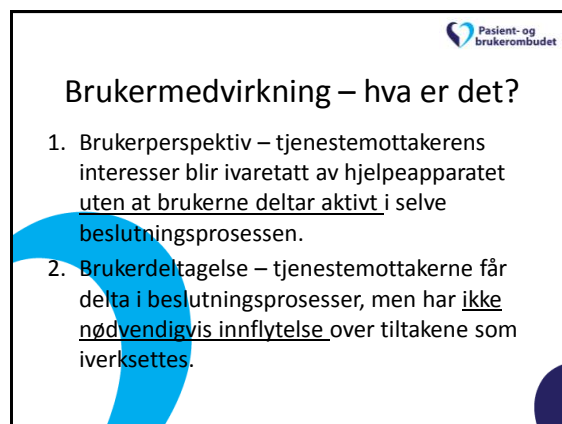 Pasient- og
brukerombudet
Brukermedvirkning – hva er det?
1. Brukerperspektiv – tjenestemottakerens
interesser blir ivaretatt av hjelpeapparatet
uten at brukerne deltar aktivt i selve
beslutningsprosessen.
2. Brukerdeltagelse – tjenestemottakerne får
delta i beslutningsprosesser, men har ikke
nødvendigvis innflytelse over tiltakene som
iverksettes.